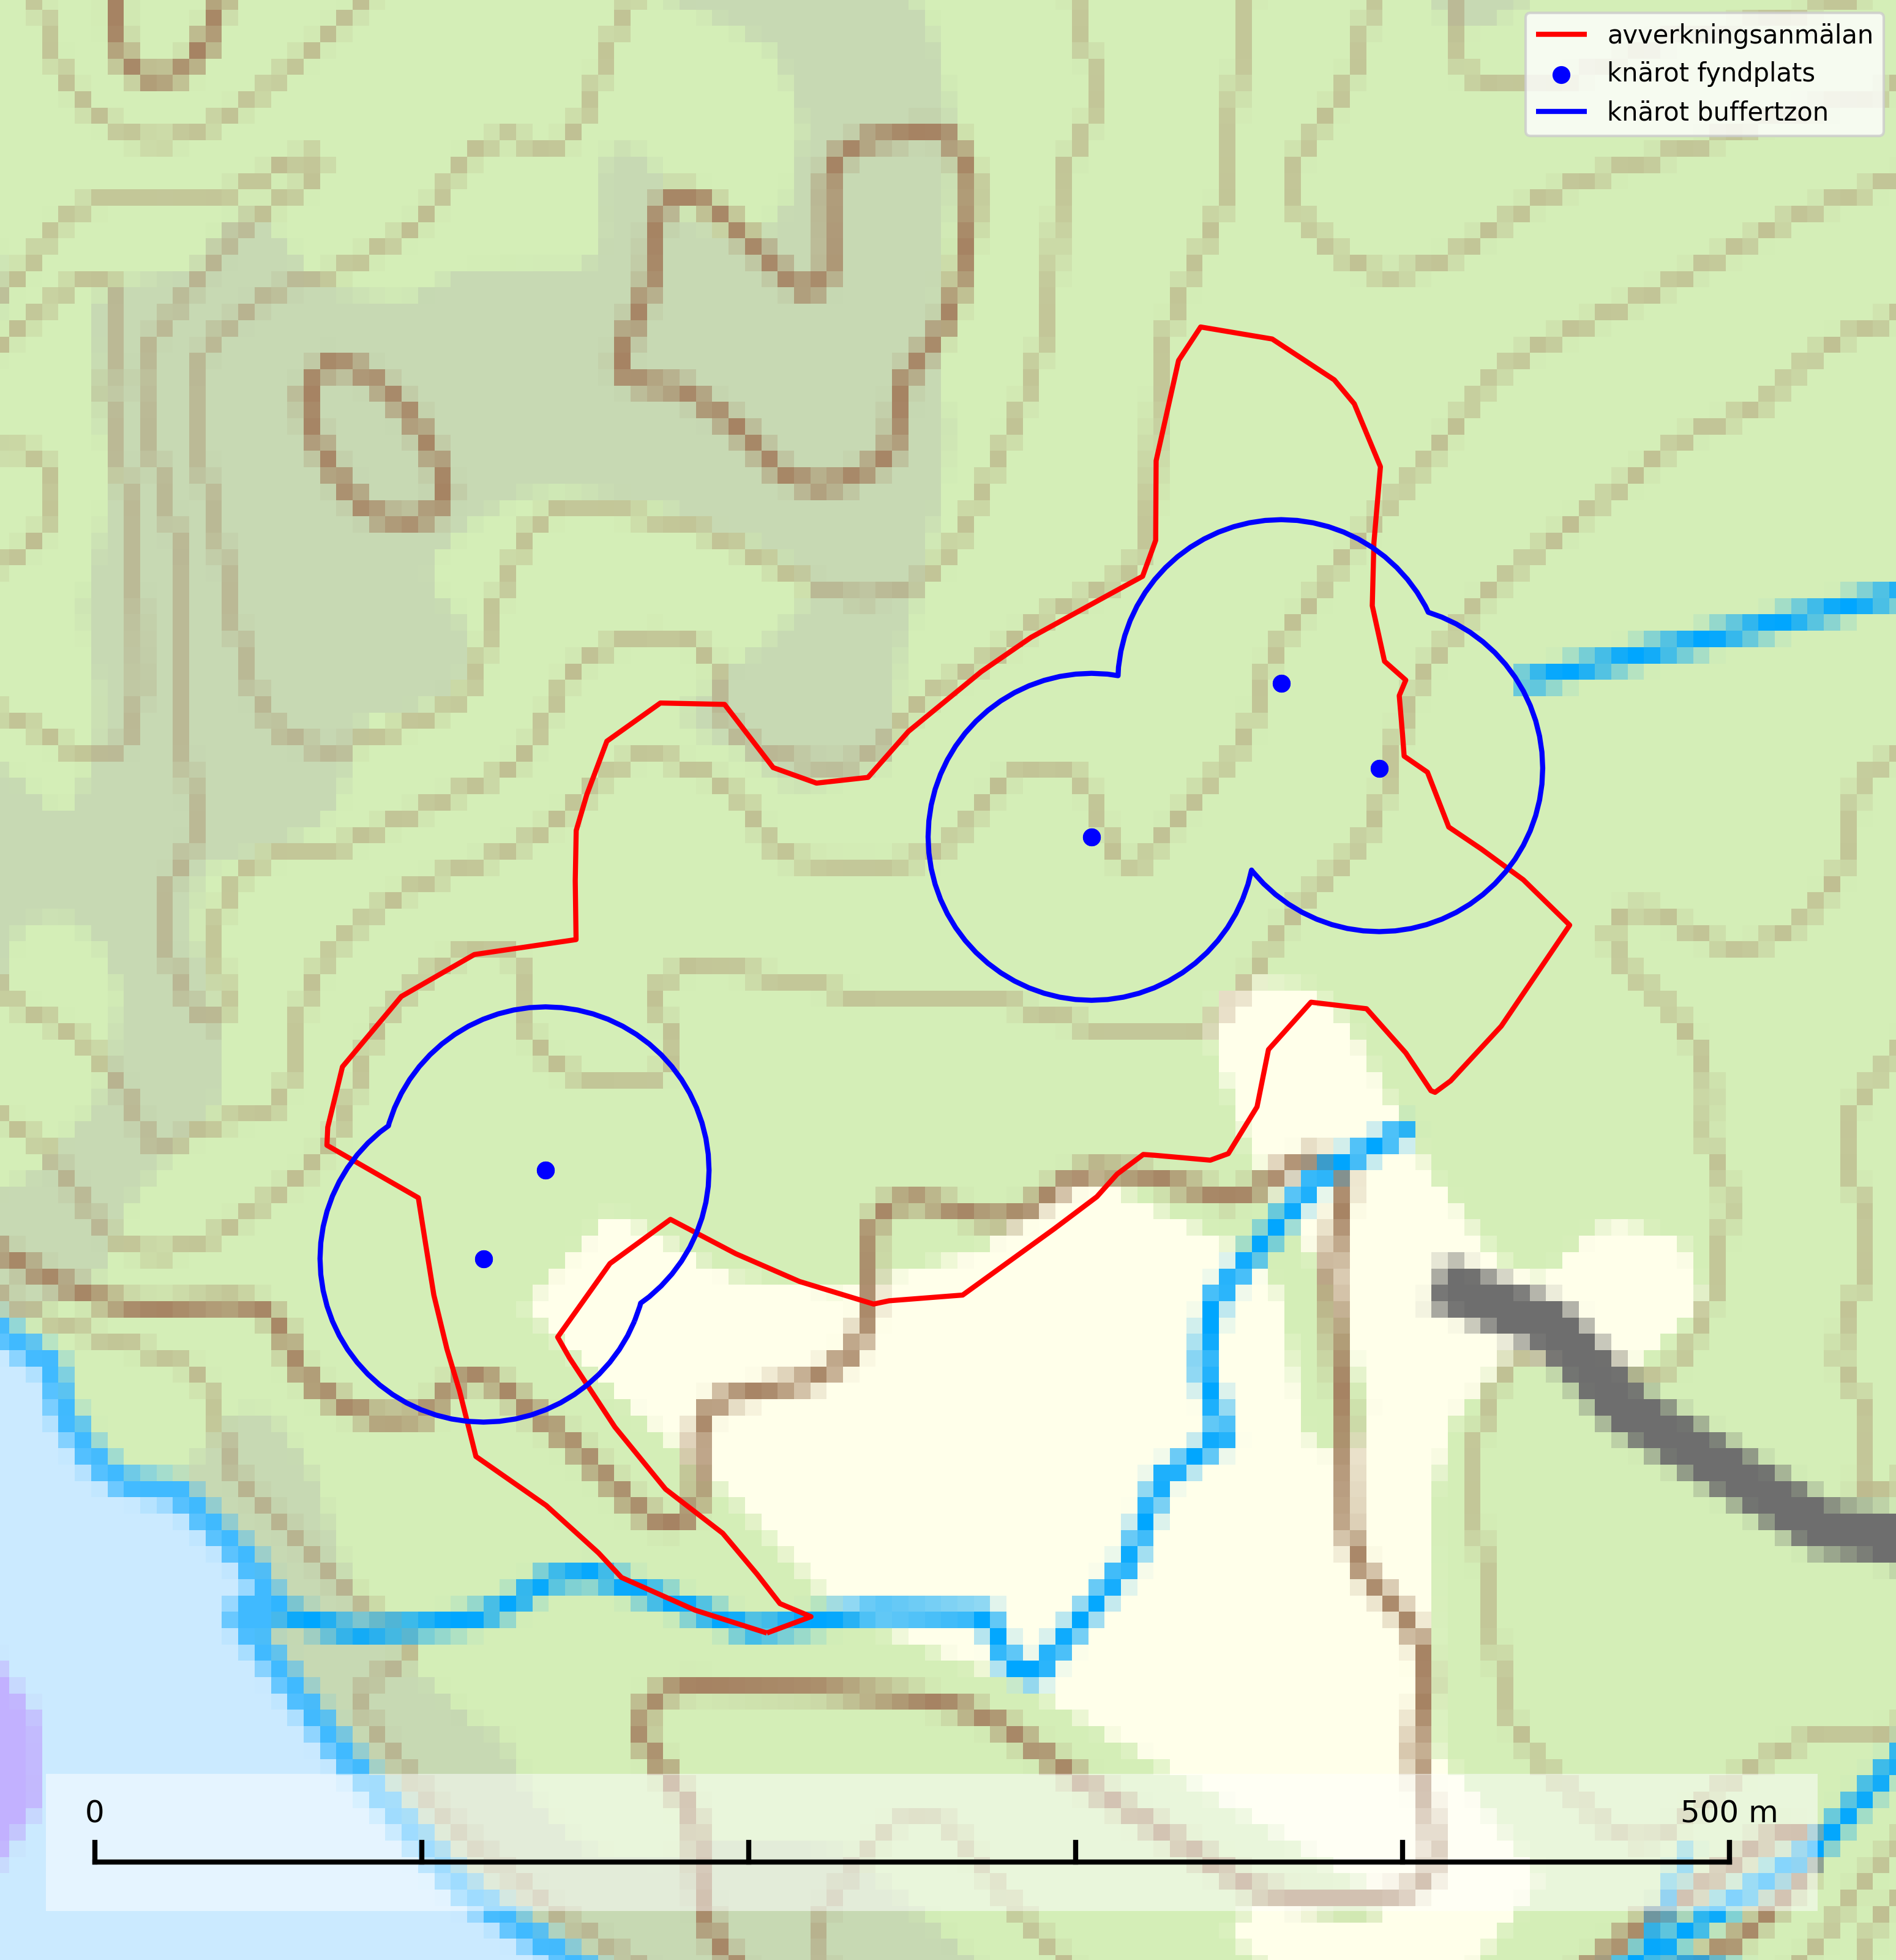 avverkningsanmälan
knärot fyndplats
knärot buffertzon
0
500 m